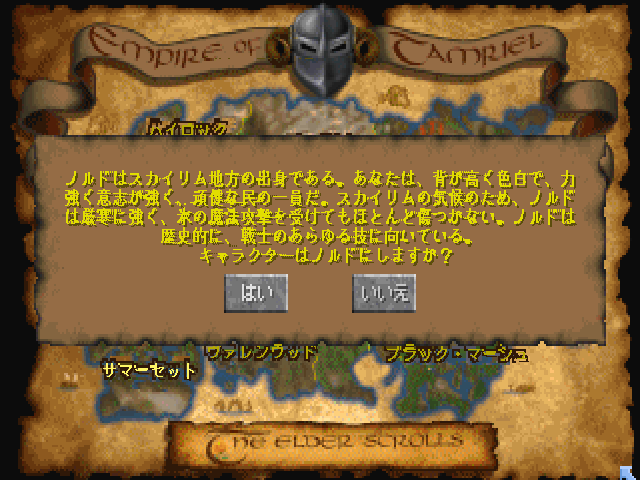 EMPIRE OF TAMRIEL
ハイロック
ノルドはスカイリム地方の出身である。あなたは、背が高く色白で、力
強く意志が強く、頑健な民の一員だ。スカイリムの気候のため、ノルド
は厳寒に強く、氷の魔法攻撃を受けてもほとんど傷つかない。ノルドは
歴史的に、戦士のあらゆる技に向いている。
キャラクターはノルドにしますか？
はい
いいえ
ヴァレンウッド
ブラック・マーシュ
サマーセット
THE ELDER SCROLLS